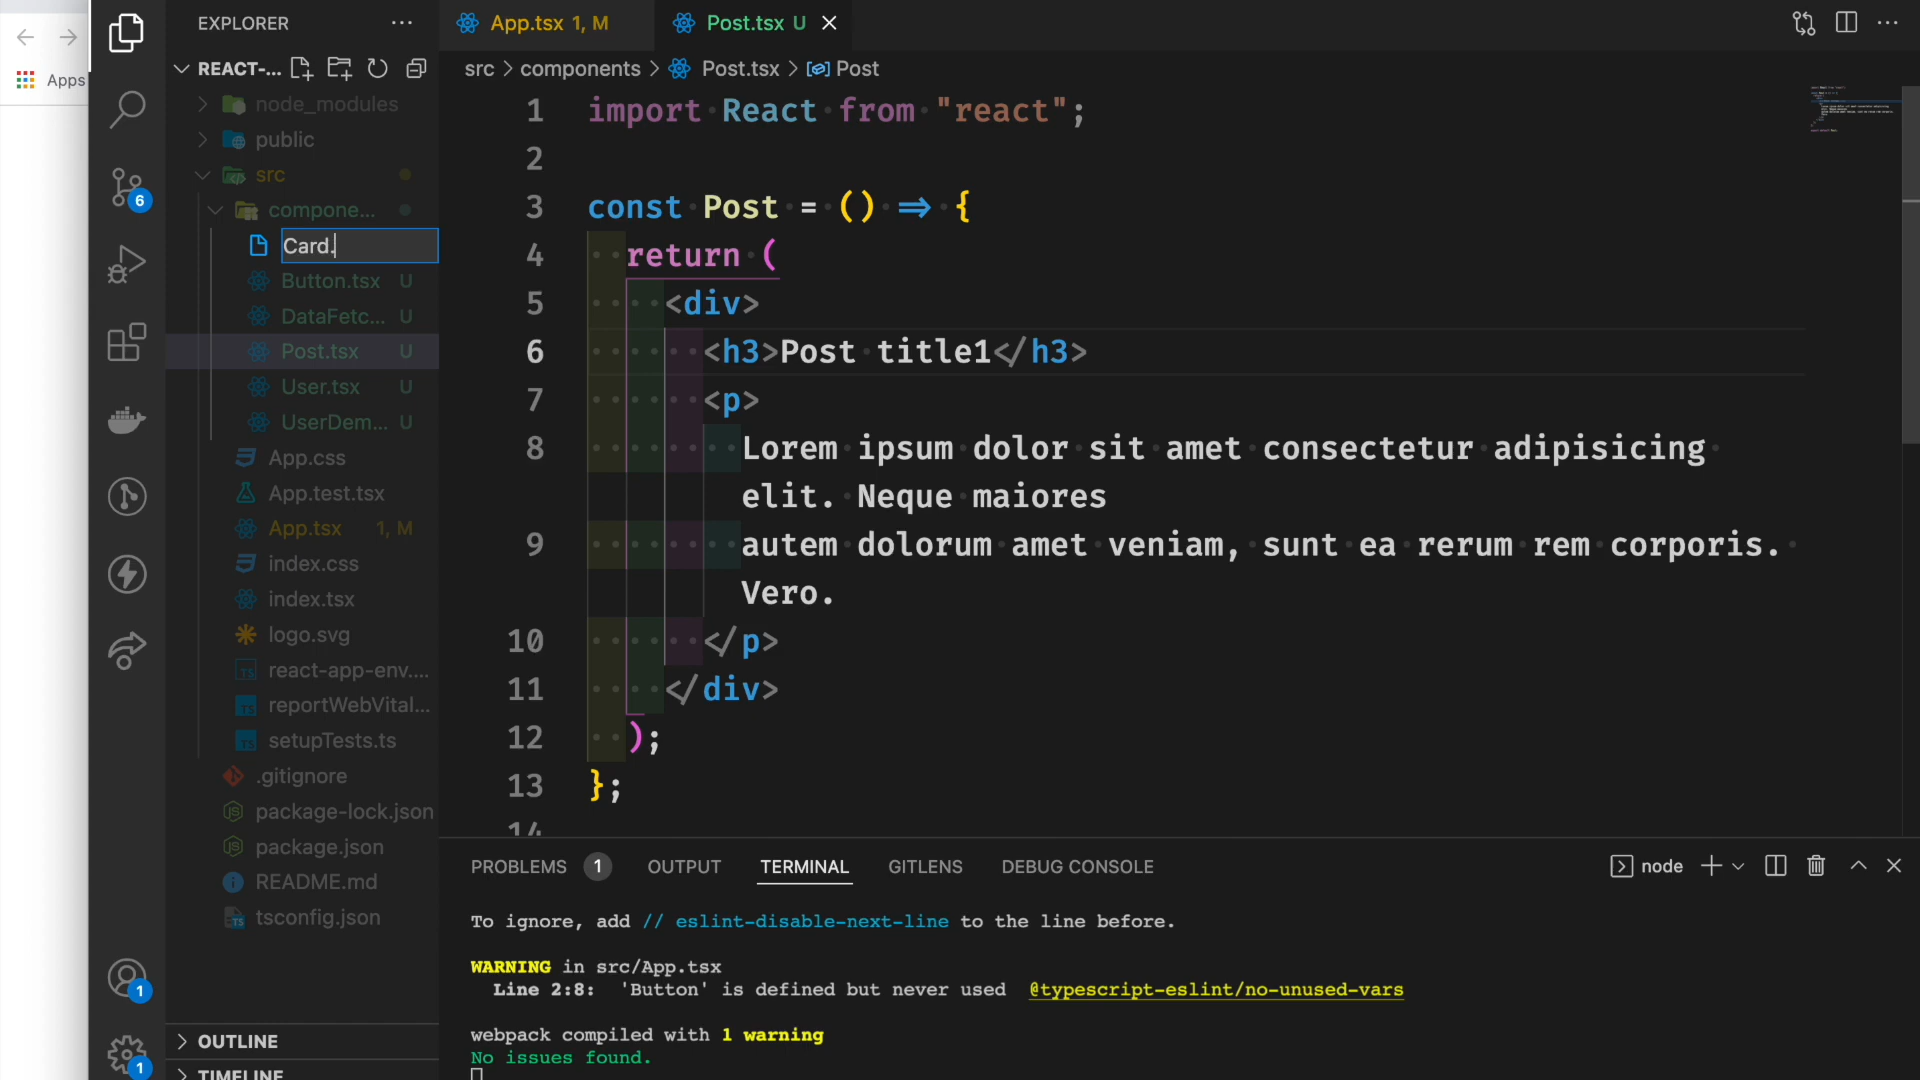 Apps
EXPLORER
REACT-...
node_modules
public
src
compone...
Card.
Button.tsx U
DataFetc... U
Post.tsx U
User.tsx U
UserDem... U
App.css
App.test.tsx
App.tsx 1, M
index.css
index.tsx
logo.svg
react-app-env....
reportWebVital...
setupTests.ts
.gitignore
package-lock.json
package.json
README.md
tsconfig.json
OUTLINE
TIMELINE
6
1
1
App.tsx 1, M
Post.tsx U
src > components > Post.tsx > Post
1 import React from "react";
2
3 const Post = () => {
4 return (
5 <div>
6 <h3>Post title1</h3>
7 <p>
8 Lorem ipsum dolor sit amet consectetur adipisicing
elit. Neque maiores
9 autem dolorum amet veniam, sunt ea rerum rem corporis.
Vero.
10 </p>
11 </div>
12 );
13 };
14
PROBLEMS 1 OUTPUT TERMINAL GITLENS DEBUG CONSOLE node
To ignore, add // eslint-disable-next-line to the line before.
WARNING in src/App.tsx
Line 2:8: 'Button' is defined but never used @typescript-eslint/no-unused-vars
webpack compiled with 1 warning
No issues found.